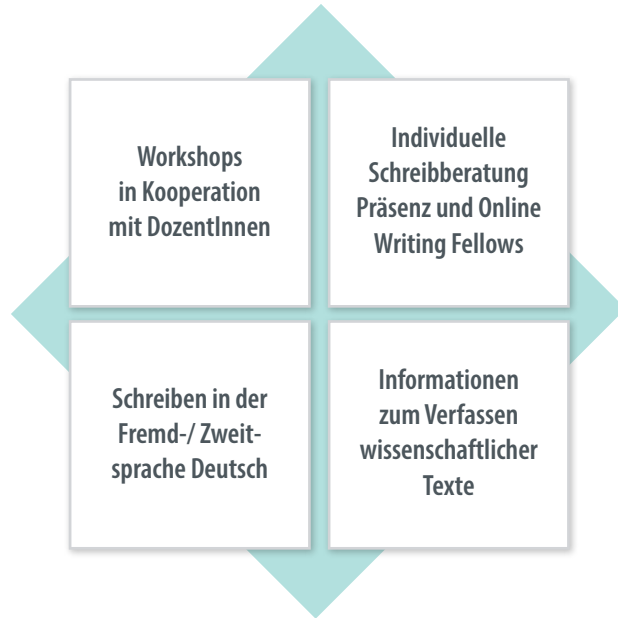 Workshops
in Kooperation
mit DozentInnen
Individuelle
Schreibberatung
Präsenz und Online
Writing Fellows
Schreiben in der
Fremd-/ Zweit-
sprache Deutsch
Informationen
zum Verfassen
wissenschaftlicher
Texte